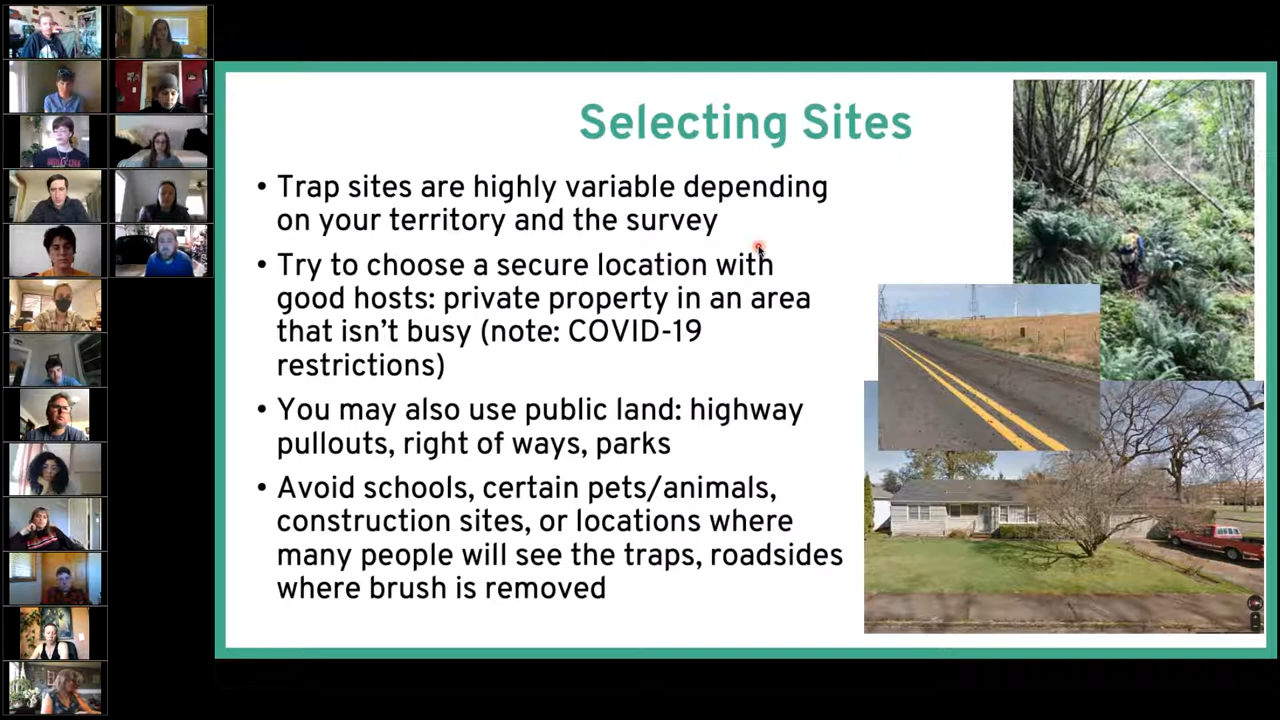 Selecting Sites
• Trap sites are highly variable depending
on your territory and the survey
• Try to choose a secure location with
good hosts: private property in an area
that isn't busy (note: COVID-19
restrictions)
• You may also use public land: highway
pullouts, right of ways, parks
• Avoid schools, certain pets/animals,
construction sites, or locations where
many people will see the traps, roadsides
where brush is removed